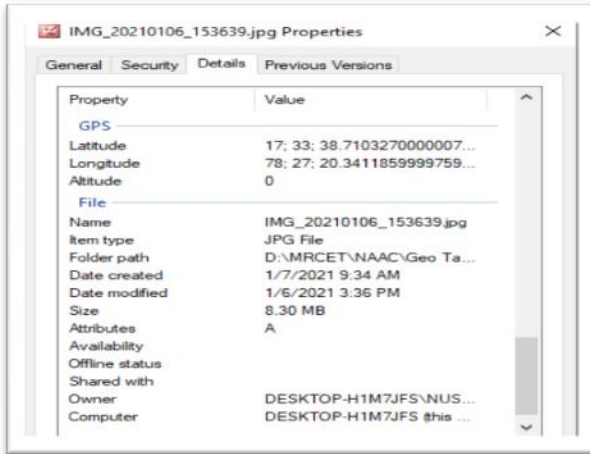 IMG_20210106_153639.jpg Properties
General Security Details Previous Versions
Property Value
GPS
Latitude 17; 33; 38.7103270000007...
Longitude 78; 27; 20.3411859999759...
Altitude 0
File
Name IMG_20210106_153639.jpg
Item type JPG File
Folder path D:\MRCET\NAAC\Geo Ta...
Date created 1/7/2021 9:34 AM
Date modified 1/6/2021 3:36 PM
Size 8.30 MB
Attributes A
Availability
Offline status
Shared with
Owner DESKTOP-H1M7JFS\NUS...
Computer DESKTOP-H1M7JFS (this ...